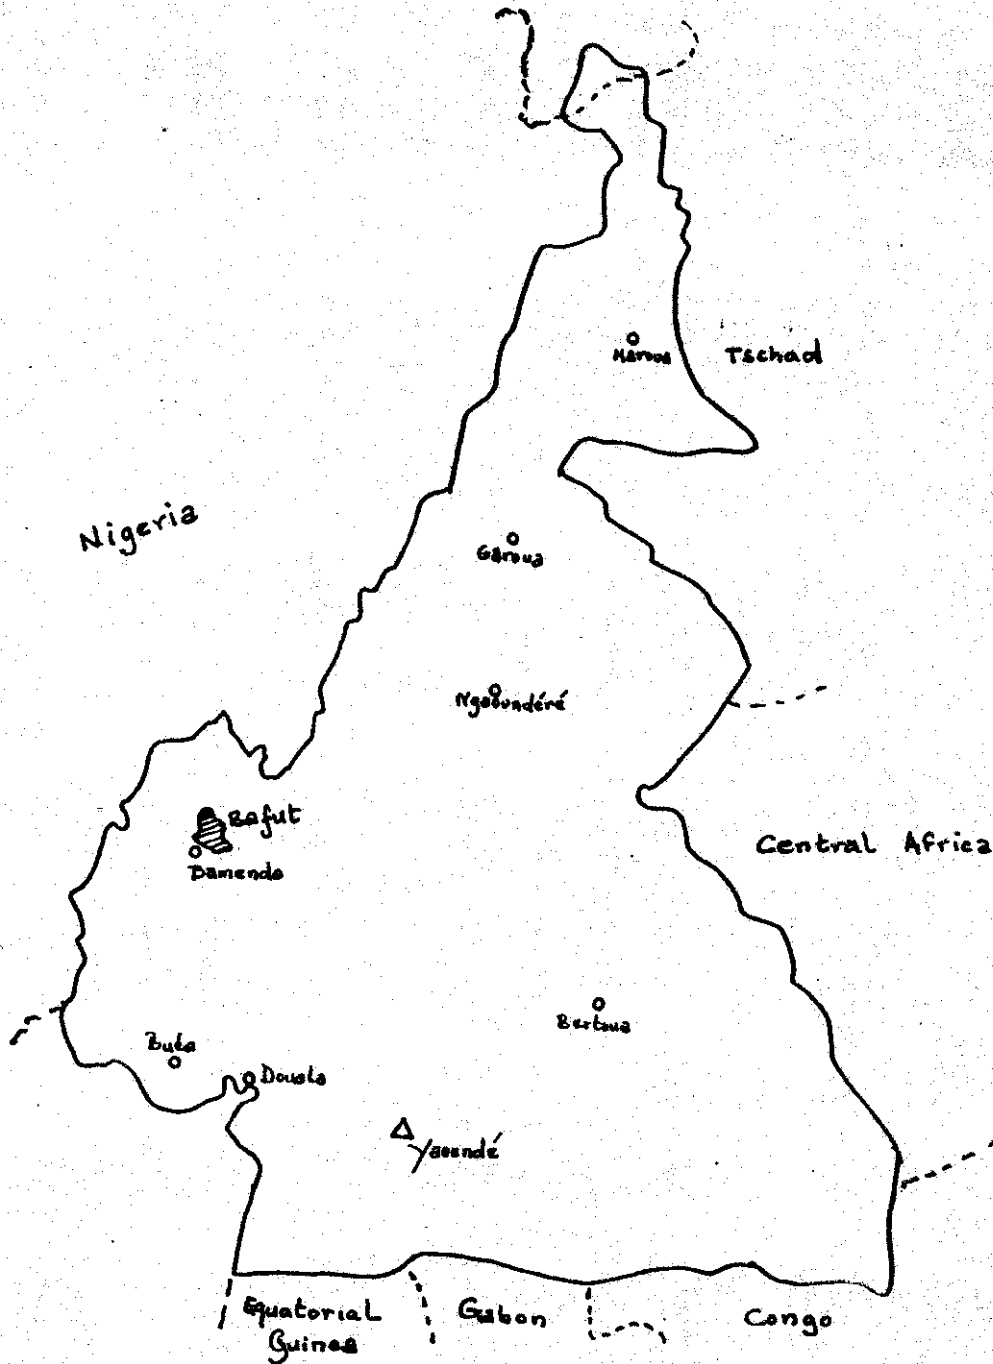 Maroua
Tschad
Nigeria
Garoua
Ngaoundéré
Bafut
Bamenda
Central Africa
Bertoua
Buea
Douala
Yaoundé
Equatorial
Guinea
Gabon
Congo